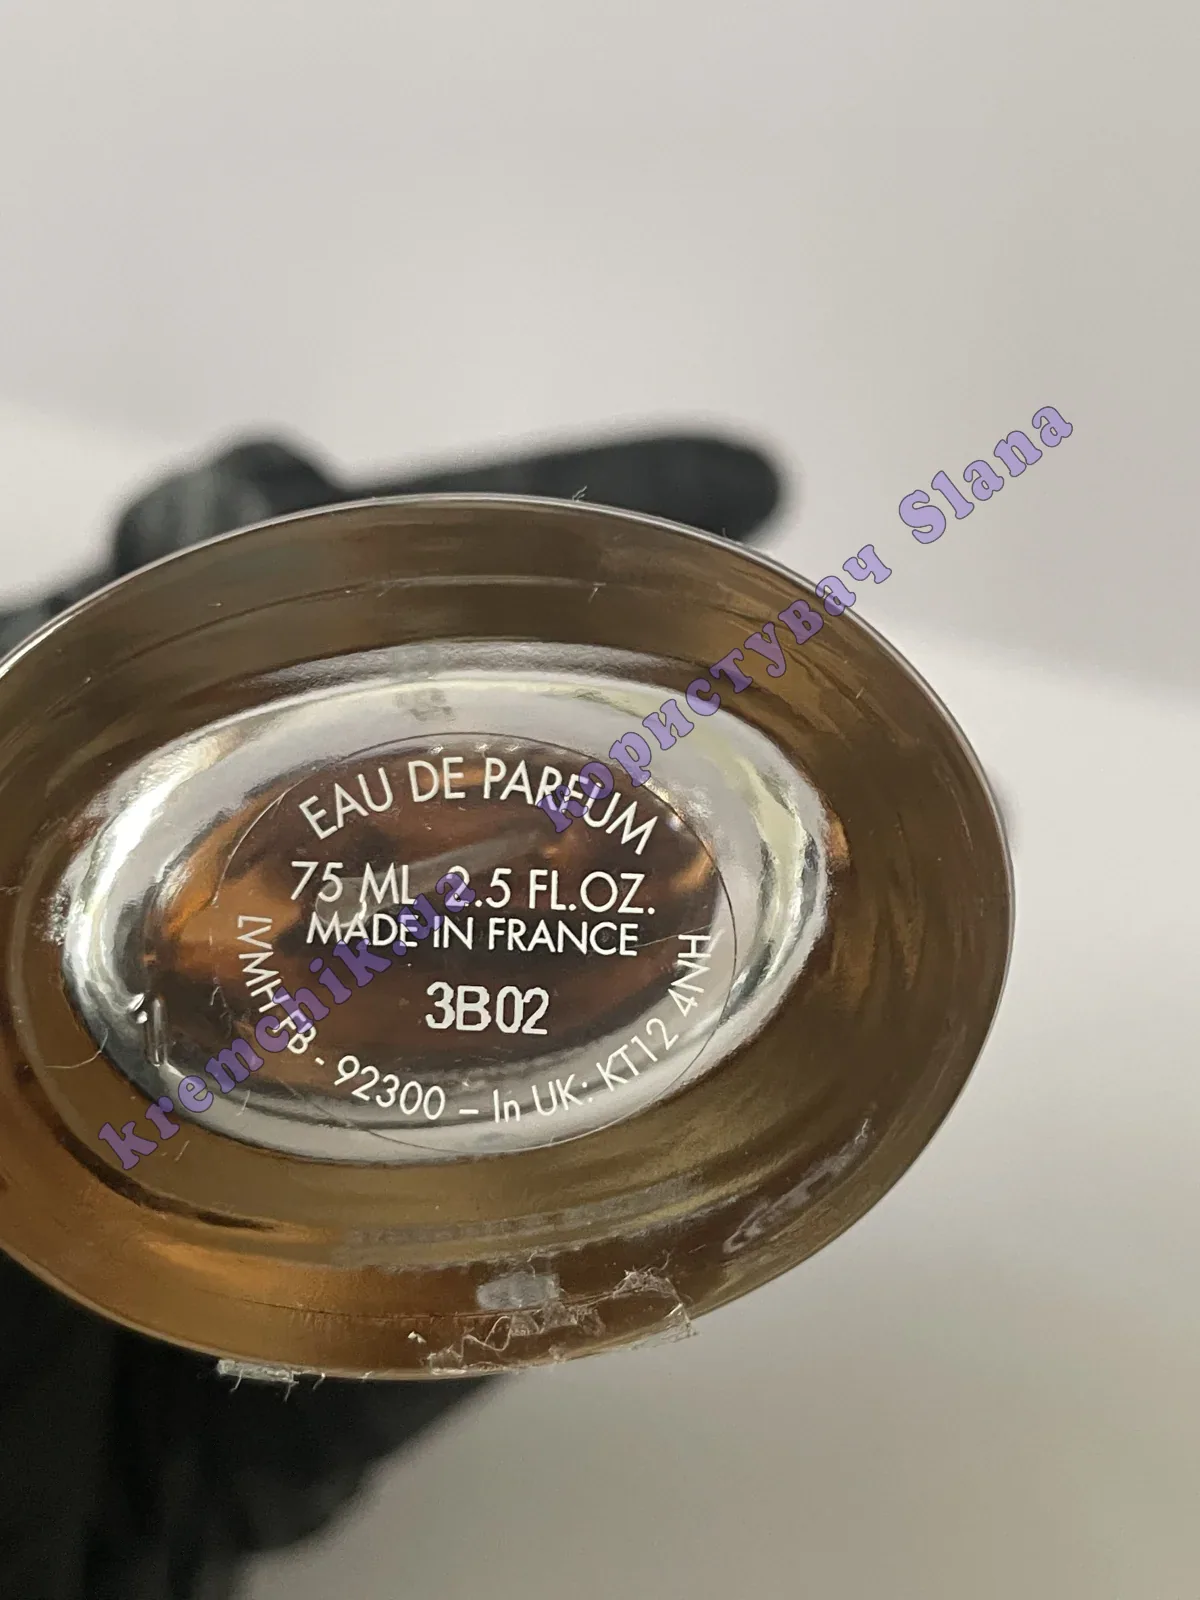 EAU DE PARFUM
75 ML 2.5 FL.OZ.
MADE IN FRANCE
3B02
LVMH FB - 92300 – In UK: KT12 4NH
kremchik.ua користувач Slana